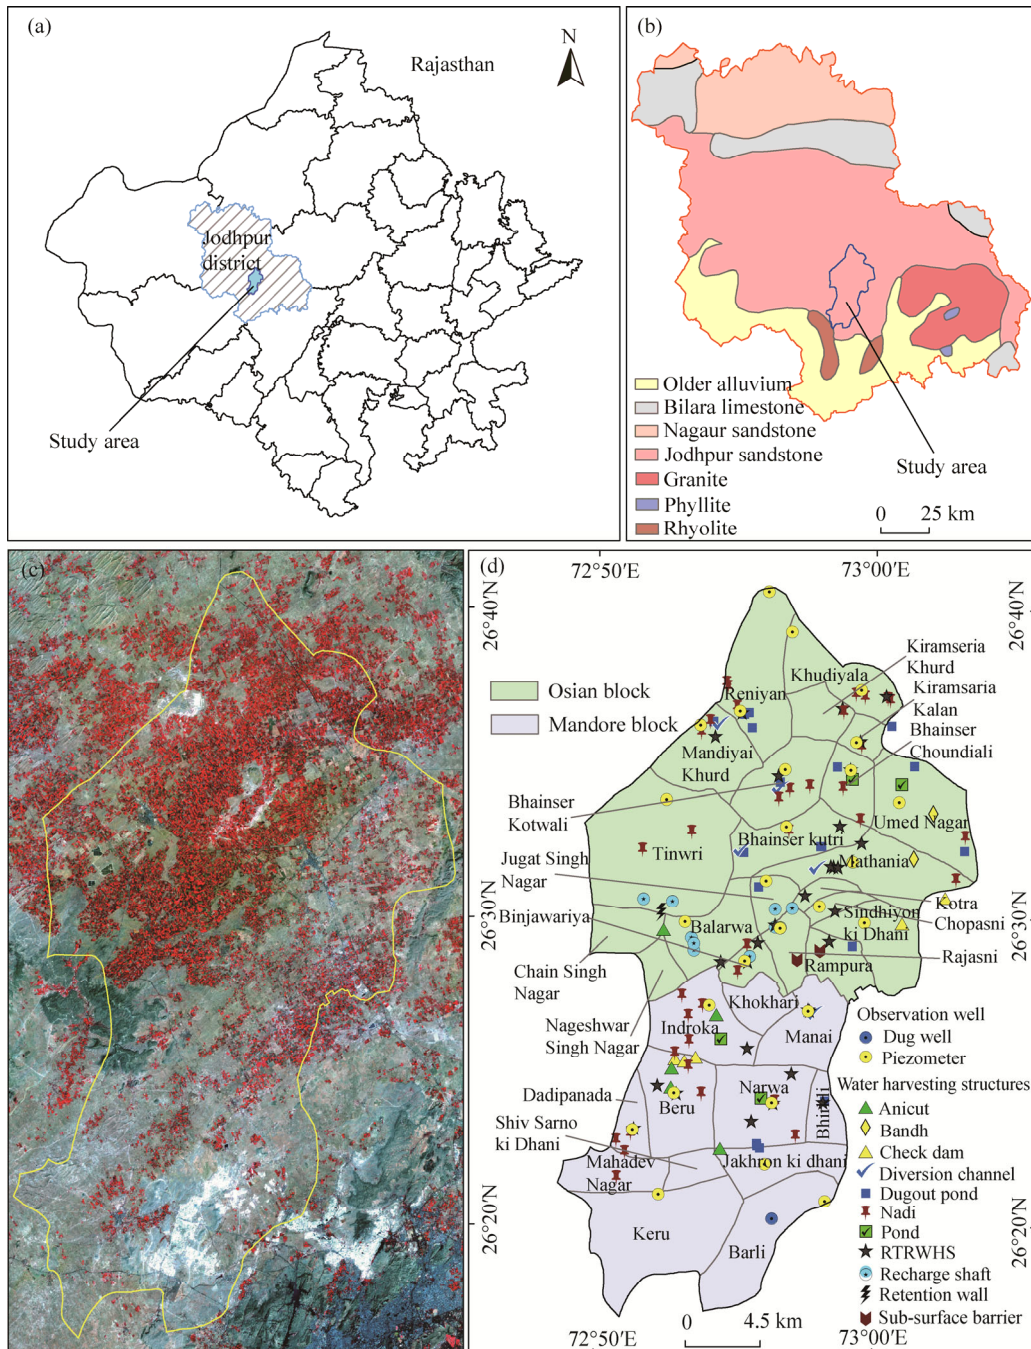 (a)
N
Rajasthan
Jodhpur
district
Study area
(b)
Older alluvium
Bilara limestone
Nagaur sandstone
Jodhpur sandstone
Granite
Phyllite
Rhyolite
Study area
0 25 km
(c)
(d)
72°50′E
73°00′E
26°40′N
26°40′N
26°30′N
26°30′N
26°20′N
26°20′N
Osian block
Mandore block
Kiramseria
Khurd
Kiramsaria
Kalan
Bhainser
Choundiali
Khudiyala
Reniyan
Mandiyai
Khurd
Bhainser
Kotwali
Umed Nagar
Bhainser kutri
Tinwri
Mathania
Jugat Singh
Nagar
Binjawariya
Kotra
Chopasni
Sindhiyon
ki Dhani
Balarwa
Rajasni
Rampura
Chain Singh
Nagar
Khokhari
Indroka
Manai
Nageshwar
Singh Nagar
Dadipanada
Narwa
Beru
Bhirdli
Shiv Sarno
ki Dhani
Mahadev
Nagar
Jakhron ki dhani
Keru
Barli
Observation well
Dug well
Piezometer
Water harvesting structures
Anicut
Bandh
Check dam
Diversion channel
Dugout pond
Nadi
Pond
RTRWHS
Recharge shaft
Retention wall
Sub-surface barrier
0 4.5 km
72°50′E
73°00′E